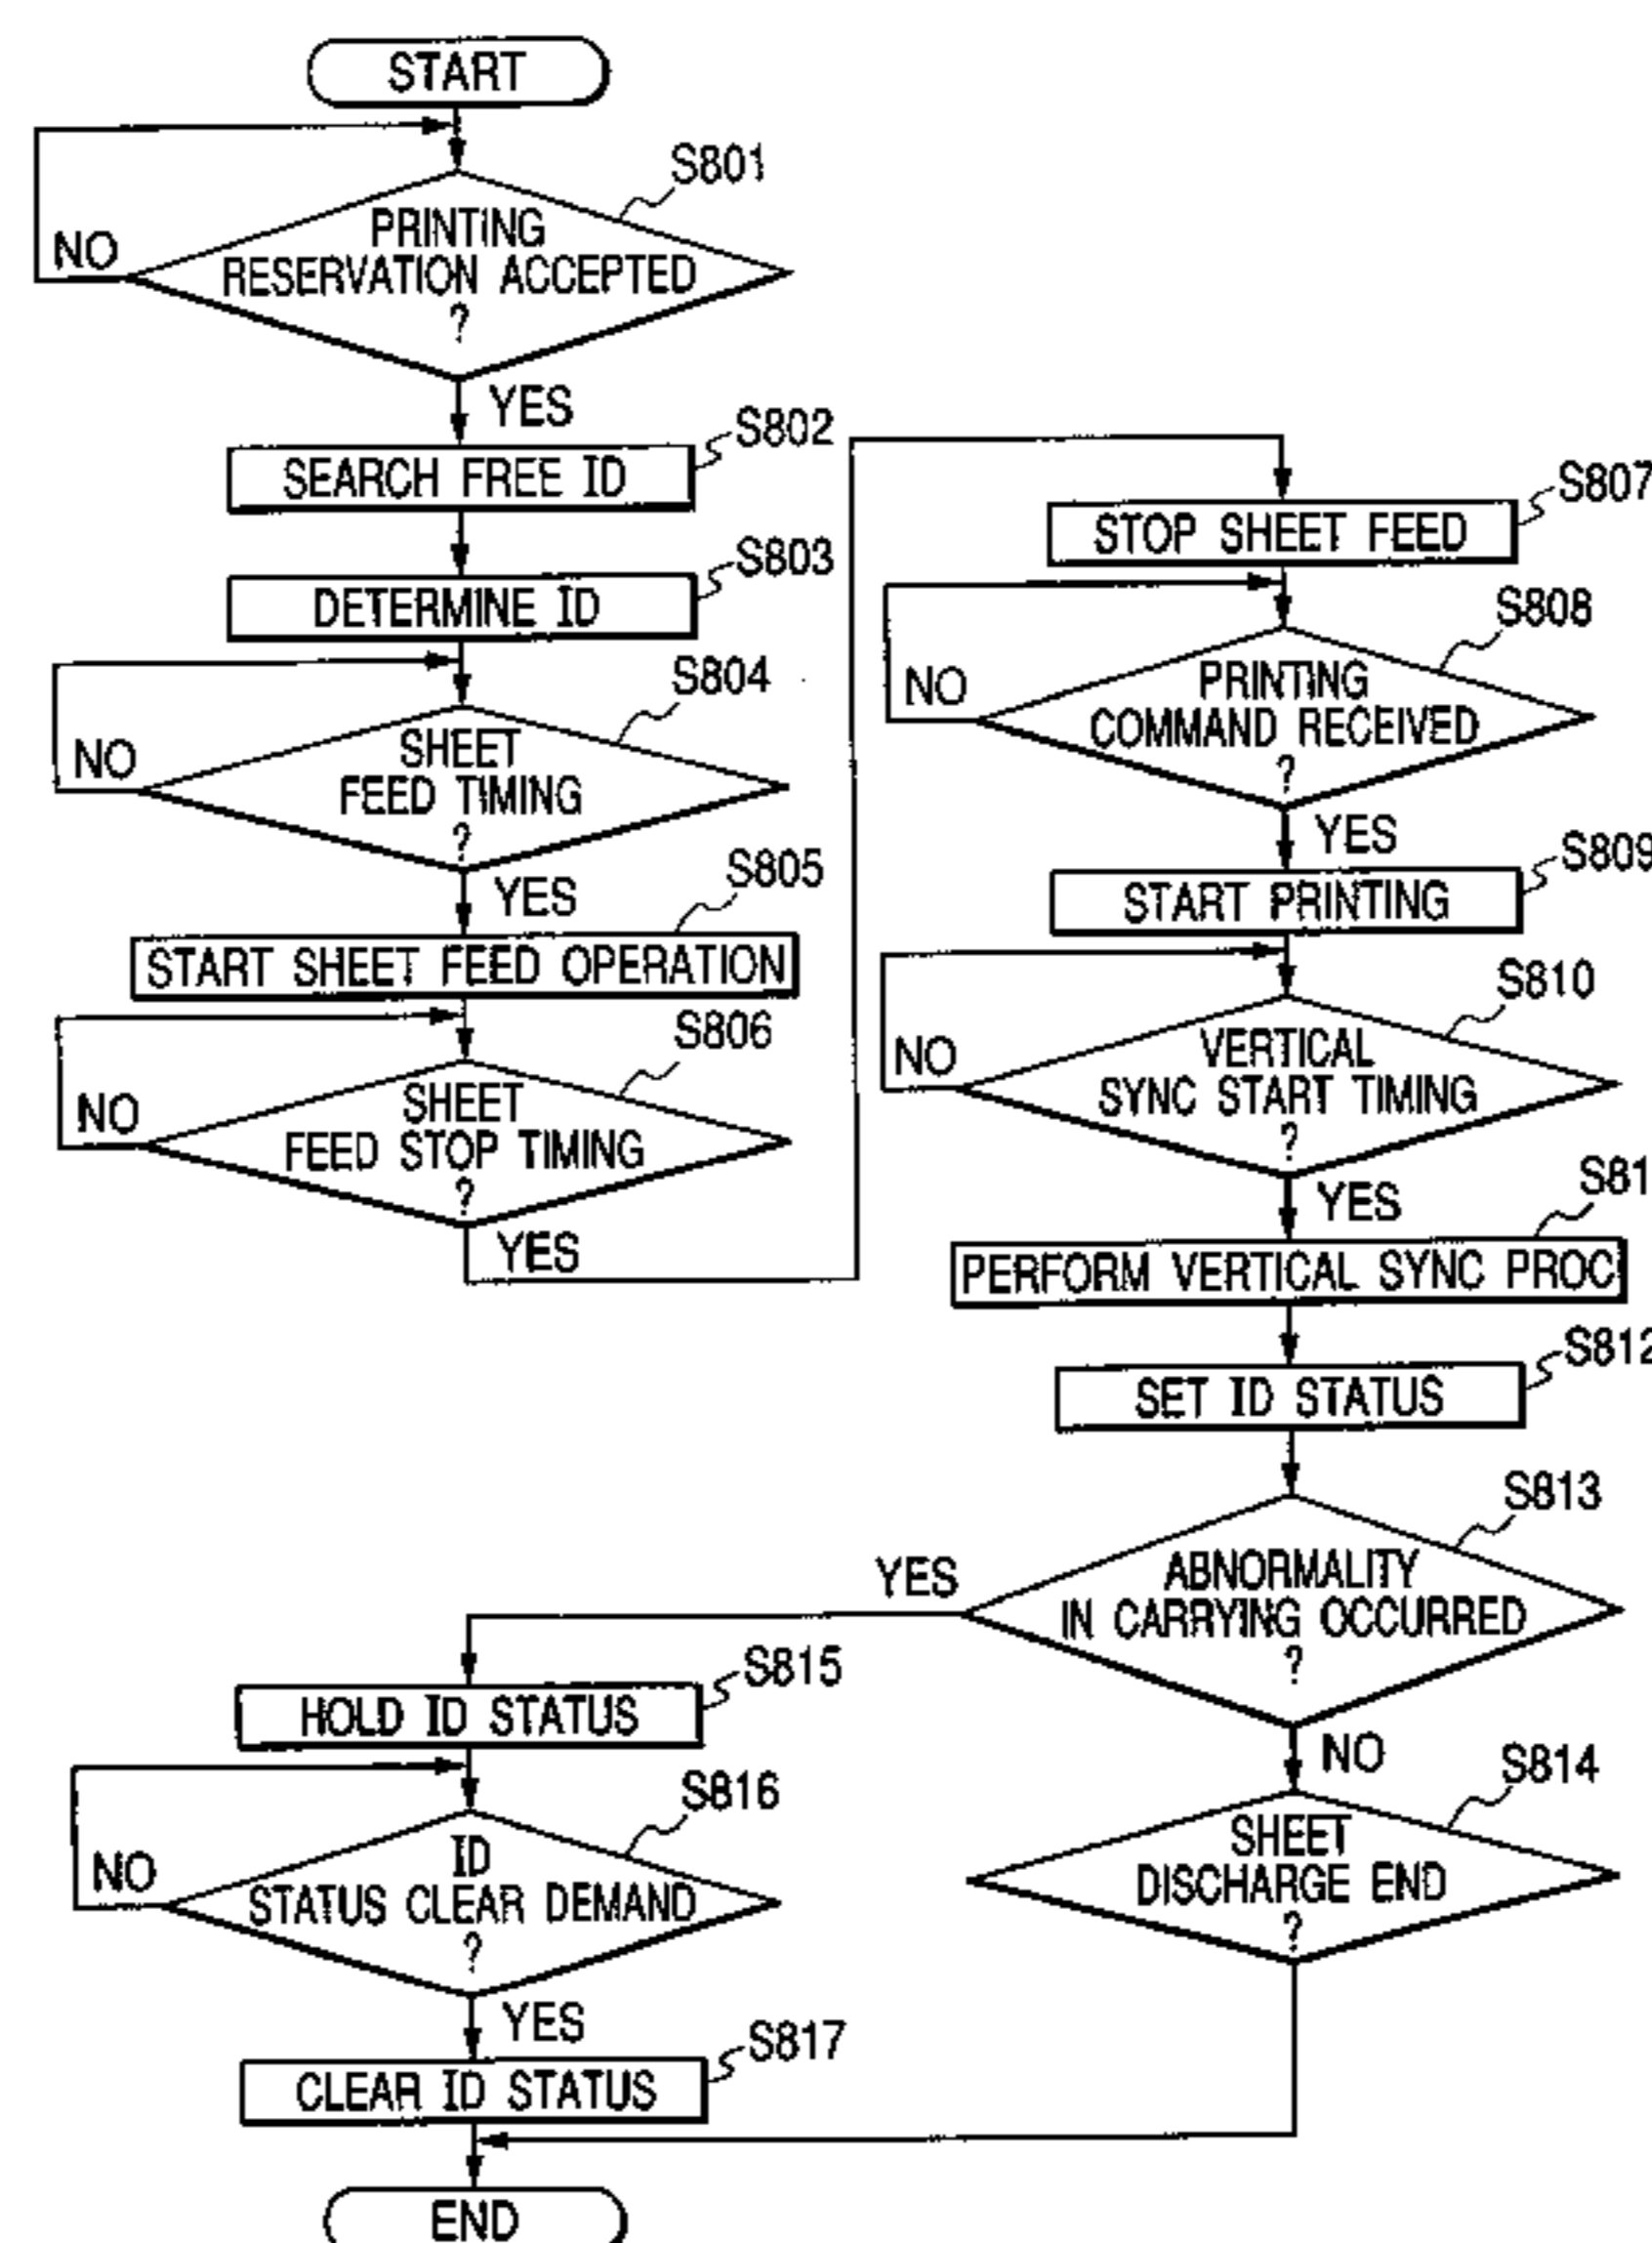 START
S801
PRINTING
NO
RESERVATION ACCEPTED
?
YES
S802
SEARCH FREE ID
S803
DETERMINE ID
S804
SHEET
NO
FEED TIMING
?
YES
S805
START SHEET FEED OPERATION
S806
SHEET
NO
FEED STOP TIMING
?
YES
S807
STOP SHEET FEED
S808
PRINTING
NO
COMMAND RECEIVED
?
YES
S809
START PRINTING
S810
VERTICAL
NO
SYNC START TIMING
?
YES
S81
PERFORM VERTICAL SYNC PROC
S812
SET ID STATUS
S813
ABNORMALITY
YES
IN CARRYING OCCURRED
?
NO
S814
SHEET
DISCHARGE END
?
S815
HOLD ID STATUS
S816
ID
NO
STATUS CLEAR DEMAND
?
YES
S817
CLEAR ID STATUS
END